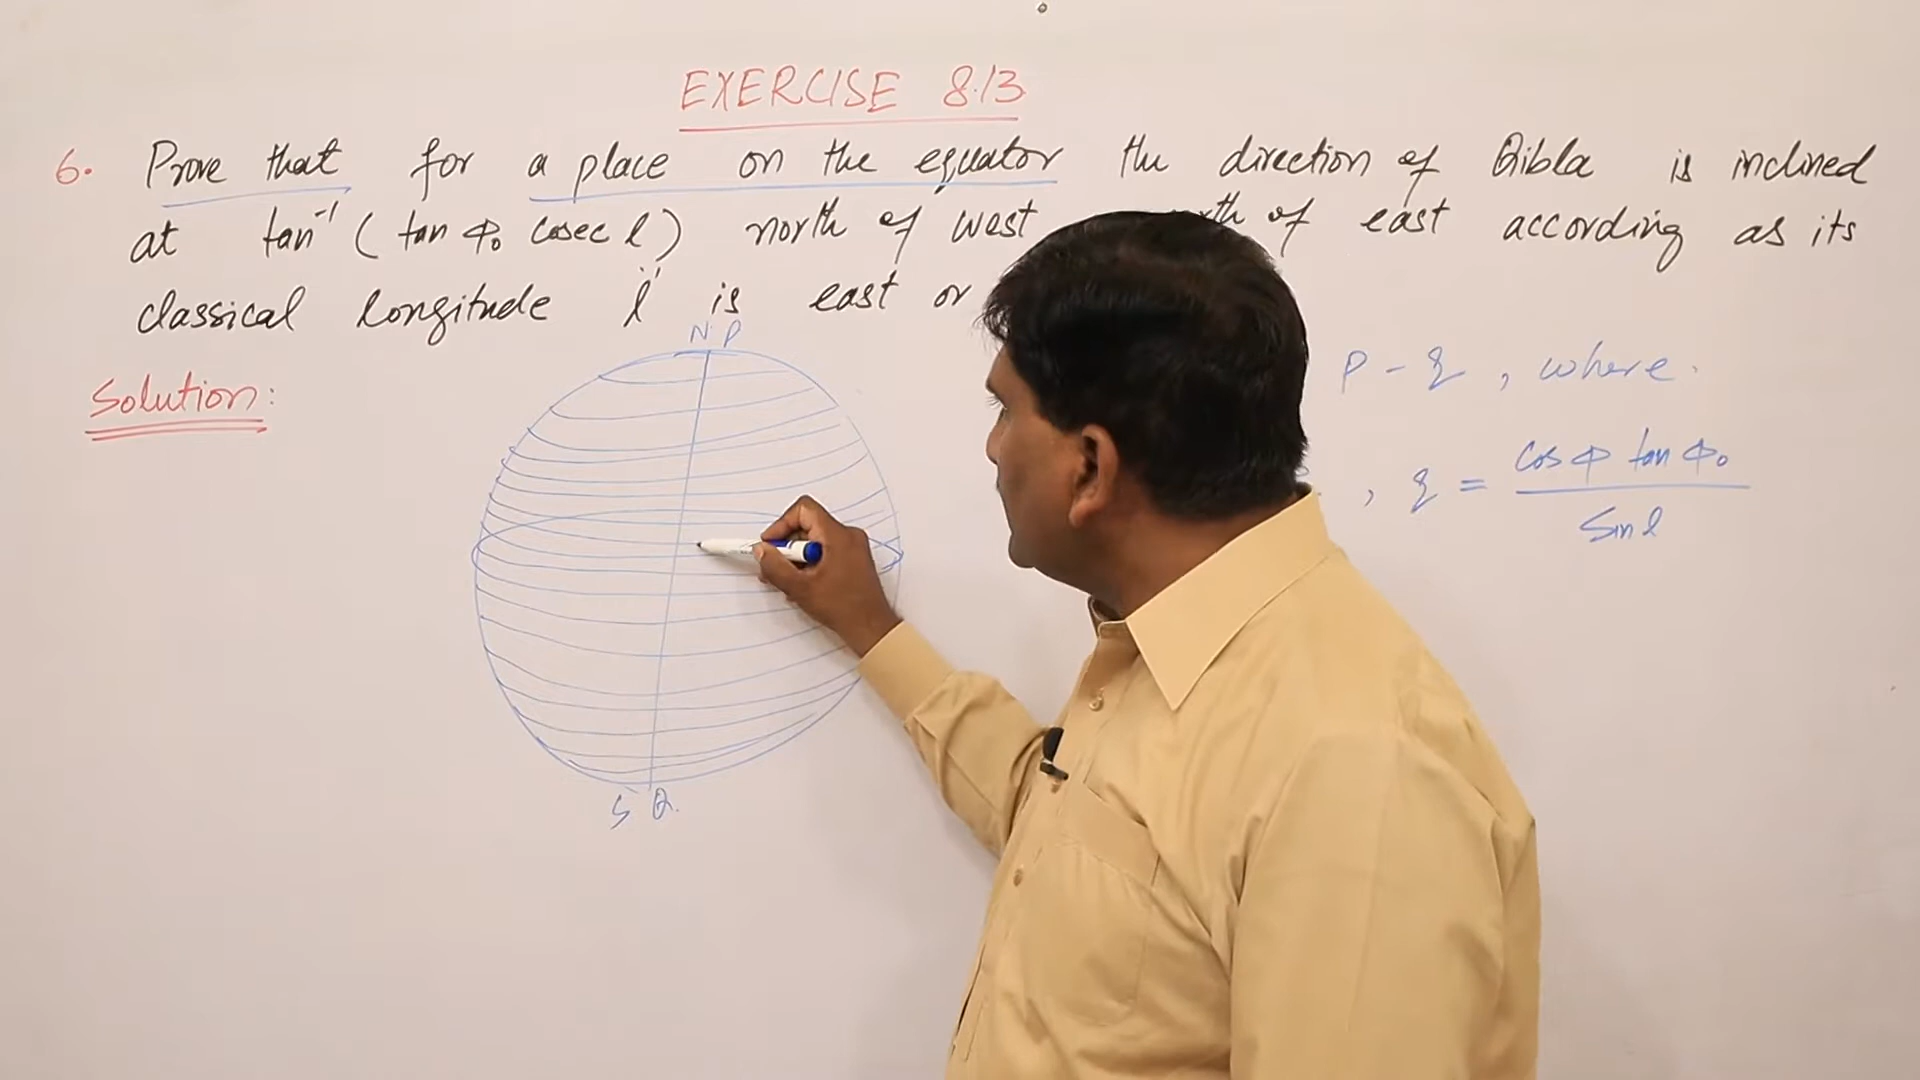 EXERCISE 8.13
6. Prove that for a place on the equator the direction of Qibla is inclined
at tan⁻¹ ( tan φ₀ cosec l ) north of west th of east according as its
classical longitude l is east or
N.P
Solution:
P - q , where.
, q = cos φ tan φ₀ / sin l
S Q.